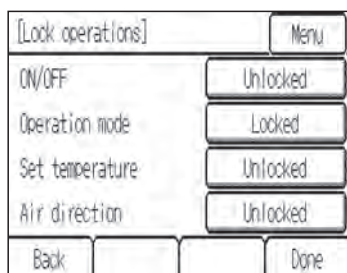 [Lock operations] Menu
ON/OFF Unlocked
Operation mode Locked
Set temperature Unlocked
Air direction Unlocked
Back Done